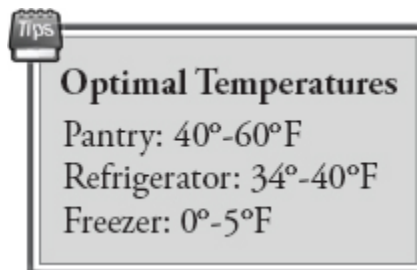 Tips
Optimal Temperatures
Pantry: 40º-60ºF
Refrigerator: 34º-40ºF
Freezer: 0º-5ºF